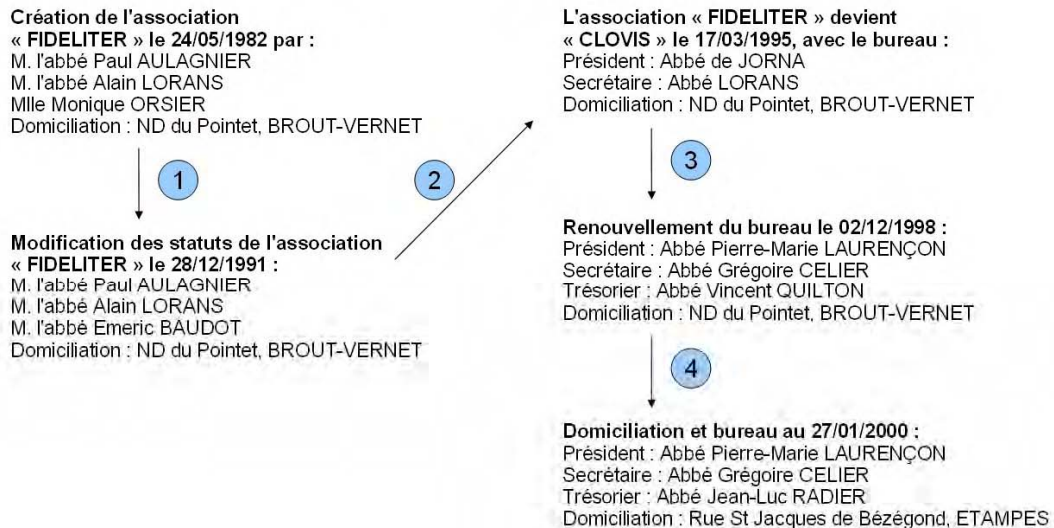 Création de l'association
« FIDELITER » le 24/05/1982 par :
M. l'abbé Paul AULAGNIER
M. l'abbé Alain LORANS
Mlle Monique ORSIER
Domiciliation : ND du Pointet, BROUT-VERNET
1
Modification des statuts de l'association
« FIDELITER » le 28/12/1991 :
M. l'abbé Paul AULAGNIER
M. l'abbé Alain LORANS
M. l'abbé Emeric BAUDOT
Domiciliation : ND du Pointet, BROUT-VERNET
2
L'association « FIDELITER » devient
« CLOVIS » le 17/03/1995, avec le bureau :
Président : Abbé de JORNA
Secrétaire : Abbé LORANS
Domiciliation : ND du Pointet, BROUT-VERNET
3
Renouvellement du bureau le 02/12/1998 :
Président : Abbé Pierre-Marie LAURENÇON
Secrétaire : Abbé Grégoire CELIER
Trésorier : Abbé Vincent QUILTON
Domiciliation : ND du Pointet, BROUT-VERNET
4
Domiciliation et bureau au 27/01/2000 :
Président : Abbé Pierre-Marie LAURENÇON
Secrétaire : Abbé Grégoire CELIER
Trésorier : Abbé Jean-Luc RADIER
Domiciliation : Rue St Jacques de Bézégond, ETAMPES